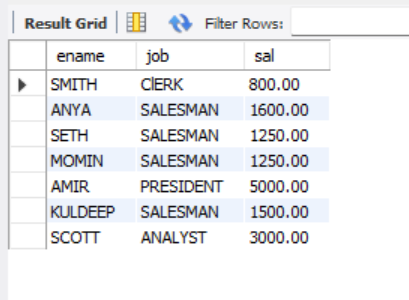 Result Grid Filter Rows:
ename job sal
SMITH ClERK 800.00
ANYA SALESMAN 1600.00
SETH SALESMAN 1250.00
MOMIN SALESMAN 1250.00
AMIR PRESIDENT 5000.00
KULDEEP SALESMAN 1500.00
SCOTT ANALYST 3000.00